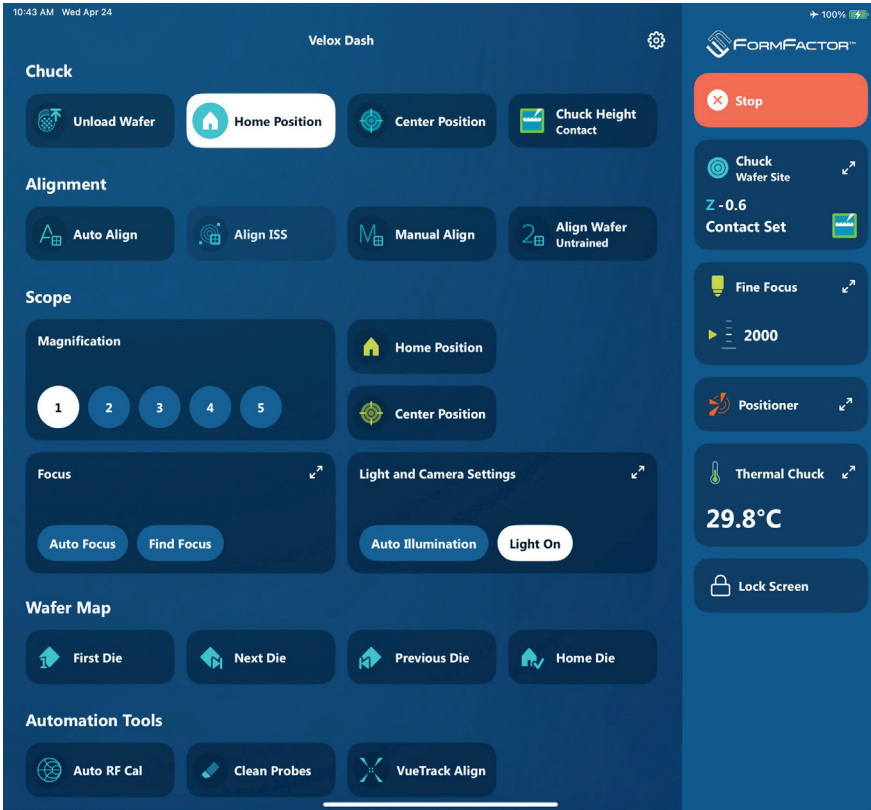 10:43 AM Wed Apr 24
100%
Velox Dash
FORMFACTOR™
Chuck
Unload Wafer
Home Position
Center Position
Chuck Height
Contact
Alignment
Auto Align
Align ISS
Manual Align
Align Wafer
Untrained
Scope
Magnification
1 2 3 4 5
Home Position
Center Position
Focus
Auto Focus Find Focus
Light and Camera Settings
Auto Illumination Light On
Wafer Map
First Die
Next Die
Previous Die
Home Die
Automation Tools
Auto RF Cal
Clean Probes
VueTrack Align
Stop
Chuck
Wafer Site
Z -0.6
Contact Set
Fine Focus
2000
Positioner
Thermal Chuck
29.8°C
Lock Screen